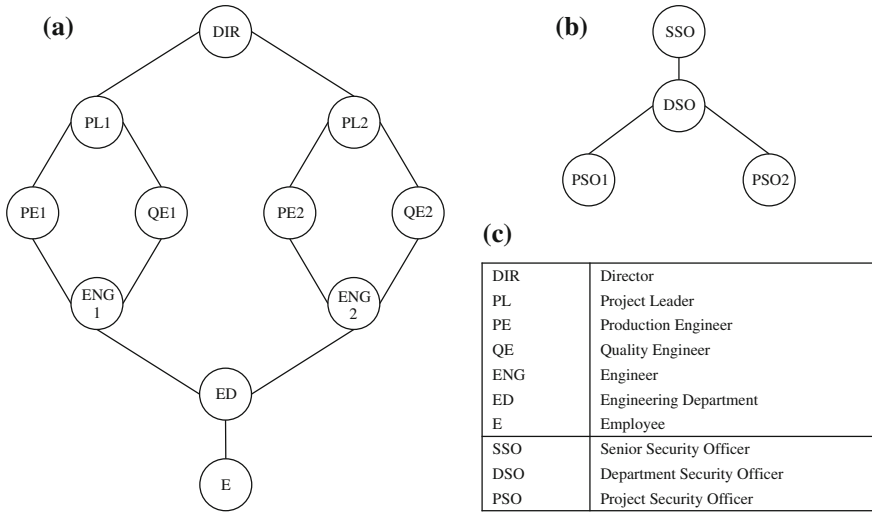 (a)
DIR
PL1
PL2
PE1
QE1
PE2
QE2
ENG
1
ENG
2
ED
E
(b)
SSO
DSO
PSO1
PSO2
(c)
DIR Director
PL Project Leader
PE Production Engineer
QE Quality Engineer
ENG Engineer
ED Engineering Department
E Employee
SSO Senior Security Officer
DSO Department Security Officer
PSO Project Security Officer